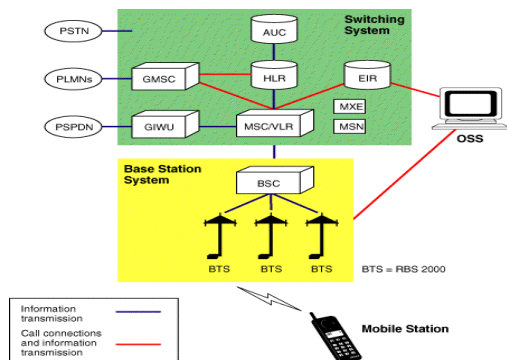 Switching
System
PSTN
AUC
PLMNs
GMSC
HLR
EIR
MXE
PSPDN
GIWU
MSC/VLR
MSN
OSS
Base Station
System
BSC
BTS
BTS
BTS
BTS = RBS 2000
Information
transmission
Call connections
and information
transmission
Mobile Station